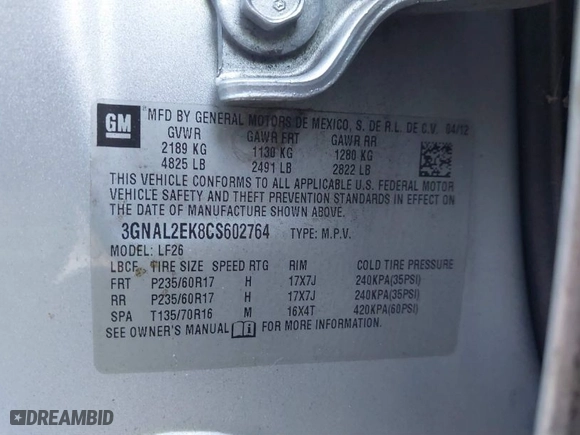 GM
MFD BY GENERAL MOTORS DE MEXICO, S. DE R.L. DE C.V. 04/12
GVWR GAWR FRT GAWR RR
2189 KG 1130 KG 1280 KG
4825 LB 2491 LB 2822 LB
THIS VEHICLE CONFORMS TO ALL APPLICABLE U.S. FEDERAL MOTOR
VEHICLE SAFETY AND THEFT PREVENTION STANDARDS IN EFFECT ON
THE DATE OF MANUFACTURE SHOWN ABOVE.
3GNAL2EK8CS602764 TYPE: M.P.V.
MODEL: LF26
LBCF TIRE SIZE SPEED RTG RIM COLD TIRE PRESSURE
FRT P235/60R17 H 17X7J 240KPA(35PSI)
RR P235/60R17 H 17X7J 240KPA(35PSI)
SPA T135/70R16 M 16X4T 420KPA(60PSI)
SEE OWNER'S MANUAL FOR MORE INFORMATION
DREAMBID